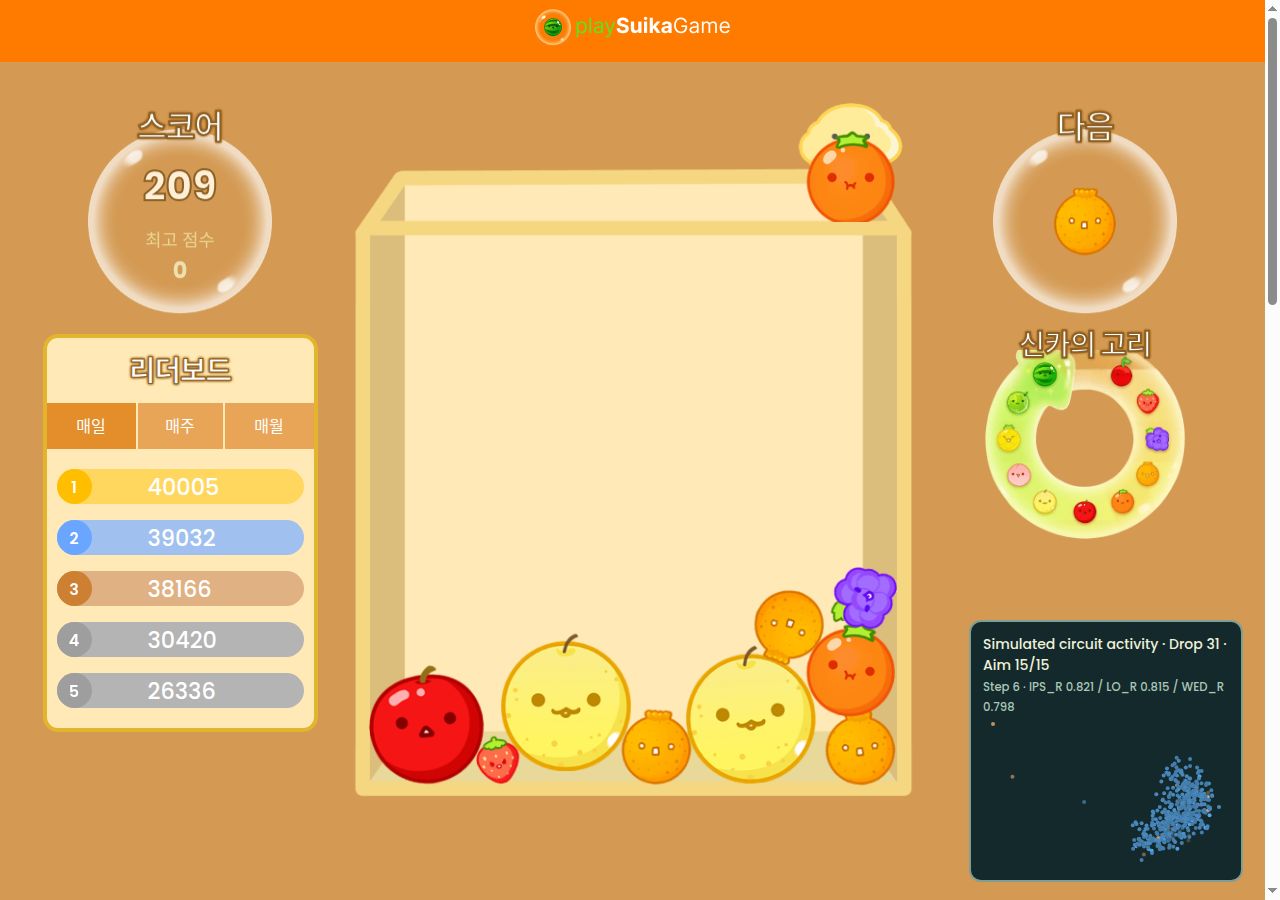 playSuikaGame
스코어
209
최고 점수
0
다음
리더보드
매일 매주 매월
1 40005
2 39032
3 38166
4 30420
5 26336
신카의 고리
Simulated circuit activity · Drop 31 ·
Aim 15/15
Step 6 · IPS_R 0.821 / LO_R 0.815 / WED_R
0.798